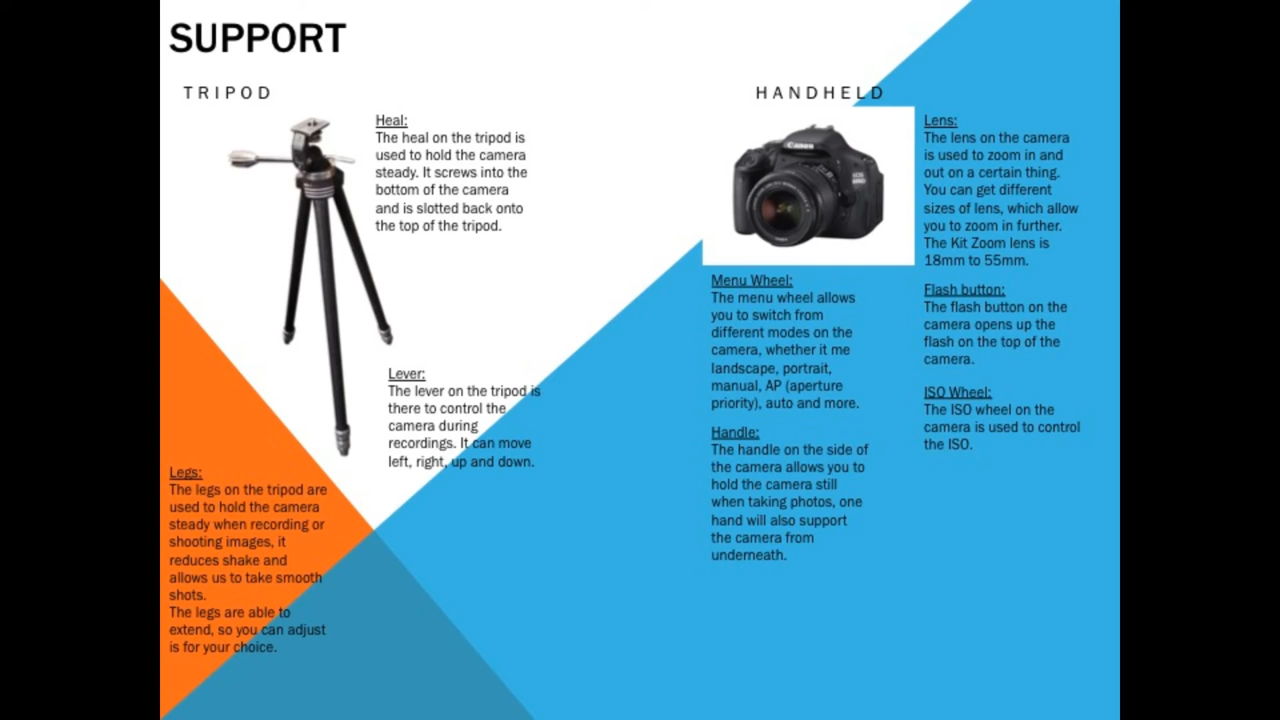 SUPPORT
TRIPOD
Heal:
The heal on the tripod is
used to hold the camera
steady. It screws into the
bottom of the camera
and is slotted back onto
the top of the tripod.
Lever:
The lever on the tripod is
there to control the
camera during
recordings. It can move
left, right, up and down.
Legs:
The legs on the tripod are
used to hold the camera
steady when recording or
shooting images, it
reduces shake and
allows us to take smooth
shots.
The legs are able to
extend, so you can adjust
is for your choice.
HANDHELD
Canon
Menu Wheel:
The menu wheel allows
you to switch from
different modes on the
camera, whether it me
landscape, portrait,
manual, AP (aperture
priority), auto and more.
Handle:
The handle on the side of
the camera allows you to
hold the camera still
when taking photos, one
hand will also support
the camera from
underneath.
Lens:
The lens on the camera
is used to zoom in and
out on a certain thing.
You can get different
sizes of lens, which allow
you to zoom in further.
The Kit Zoom lens is
18mm to 55mm.
Flash button:
The flash button on the
camera opens up the
flash on the top of the
camera.
ISO Wheel:
The ISO wheel on the
camera is used to control
the ISO.